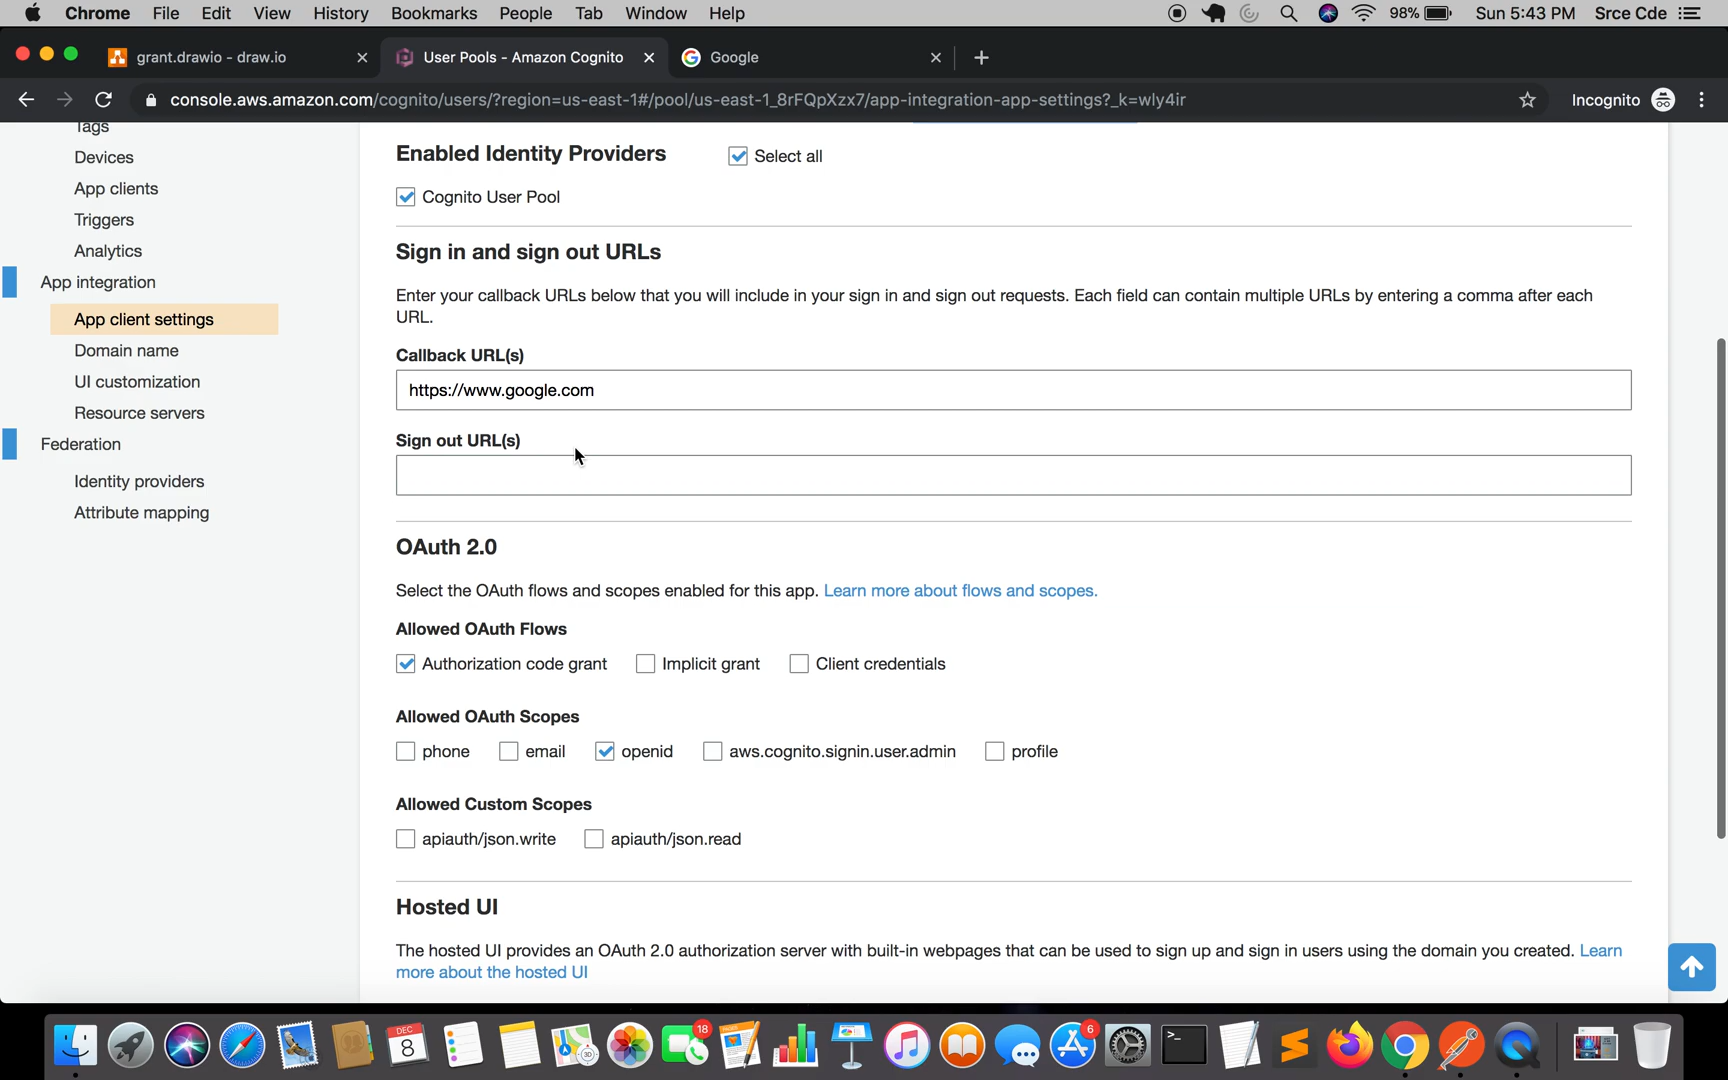 Chrome File Edit View History Bookmarks People Tab Window Help 98% Sun 5:43 PM Srce Cde
grant.drawio - draw.io User Pools - Amazon Cognito Google
console.aws.amazon.com/cognito/users/?region=us-east-1#/pool/us-east-1_8rFQpXzx7/app-integration-app-settings?_k=wly4ir Incognito
Tags
Devices
App clients
Triggers
Analytics
App integration
App client settings
Domain name
UI customization
Resource servers
Federation
Identity providers
Attribute mapping
Enabled Identity Providers Select all
Cognito User Pool
Sign in and sign out URLs
Enter your callback URLs below that you will include in your sign in and sign out requests. Each field can contain multiple URLs by entering a comma after each
URL.
Callback URL(s)
https://www.google.com
Sign out URL(s)
OAuth 2.0
Select the OAuth flows and scopes enabled for this app. Learn more about flows and scopes.
Allowed OAuth Flows
Authorization code grant Implicit grant Client credentials
Allowed OAuth Scopes
phone email openid aws.cognito.signin.user.admin profile
Allowed Custom Scopes
apiauth/json.write apiauth/json.read
Hosted UI
The hosted UI provides an OAuth 2.0 authorization server with built-in webpages that can be used to sign up and sign in users using the domain you created. Learn
more about the hosted UI
DEC
8
18
6